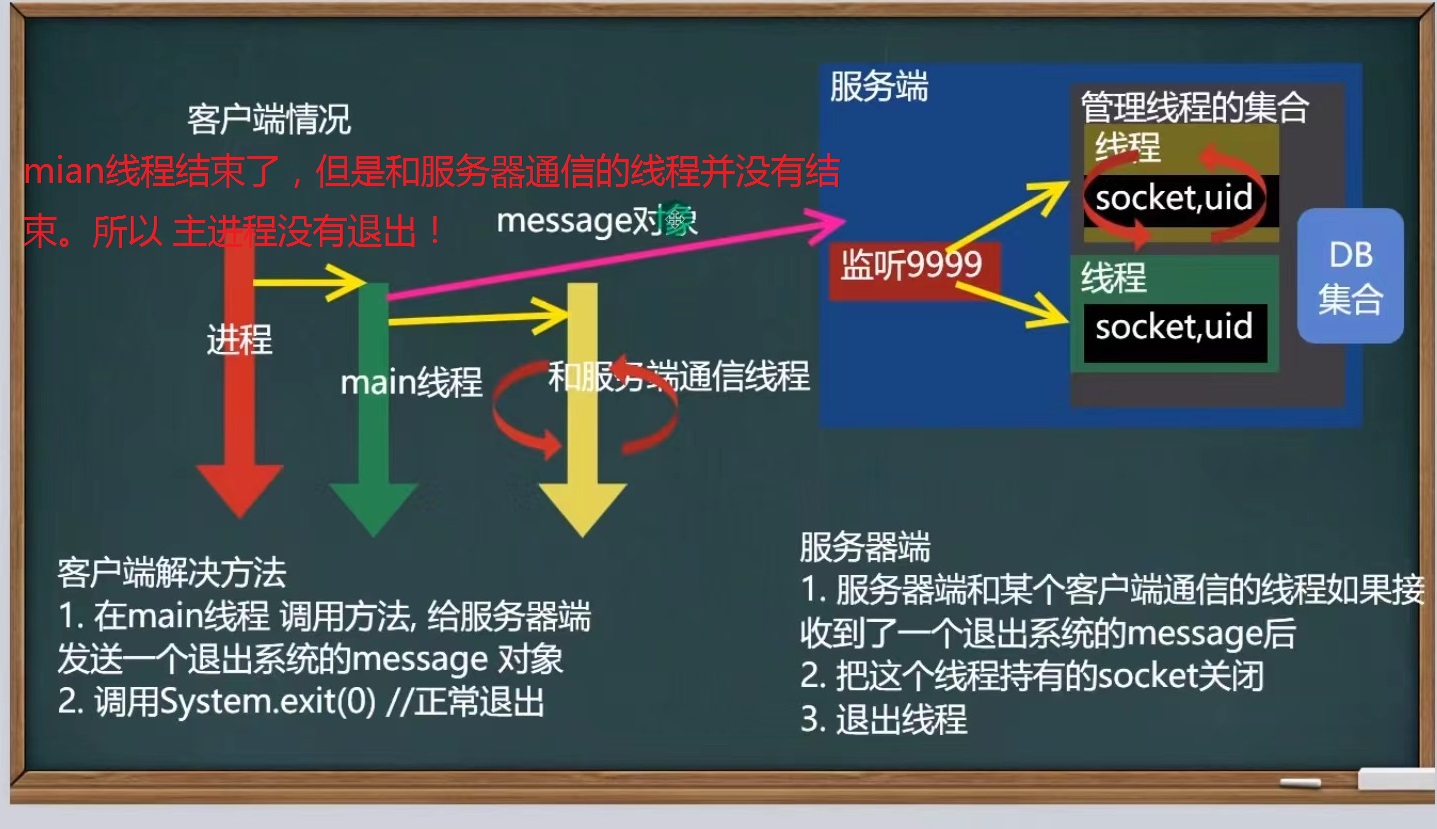 客户端情况
mian线程结束了，但是和服务器通信的线程并没有结
束。所以 主进程没有退出！
message对象
进程
main线程
和服务端通信线程
服务端
管理线程的集合
线程
socket,uid
监听9999
线程
socket,uid
DB
集合
客户端解决方法
1. 在main线程 调用方法, 给服务器端
发送一个退出系统的message 对象
2. 调用System.exit(0) //正常退出
服务器端
1. 服务器端和某个客户端通信的线程如果接
收到了一个退出系统的message后
2. 把这个线程持有的socket关闭
3. 退出线程